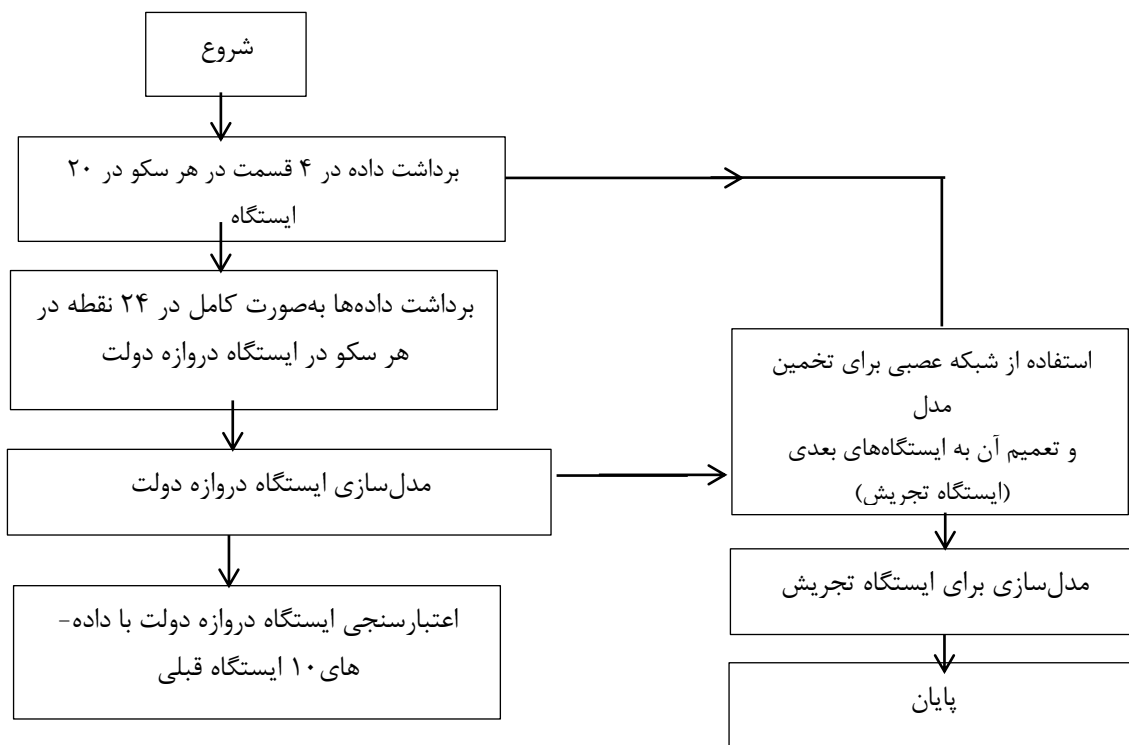 شروع
برداشت داده در ۴ قسمت در هر سکو در ۲۰
ایستگاه
برداشت داده‌ها به‌صورت کامل در ۲۴ نقطه در
هر سکو در ایستگاه دروازه دولت
مدل‌سازی ایستگاه دروازه دولت
اعتبارسنجی ایستگاه دروازه دولت با داده-
های۱۰ ایستگاه قبلی
استفاده از شبکه عصبی برای تخمین
مدل
و تعمیم آن به ایستگاه‌های بعدی
(ایستگاه تجریش)
مدل‌سازی برای ایستگاه تجریش
پایان